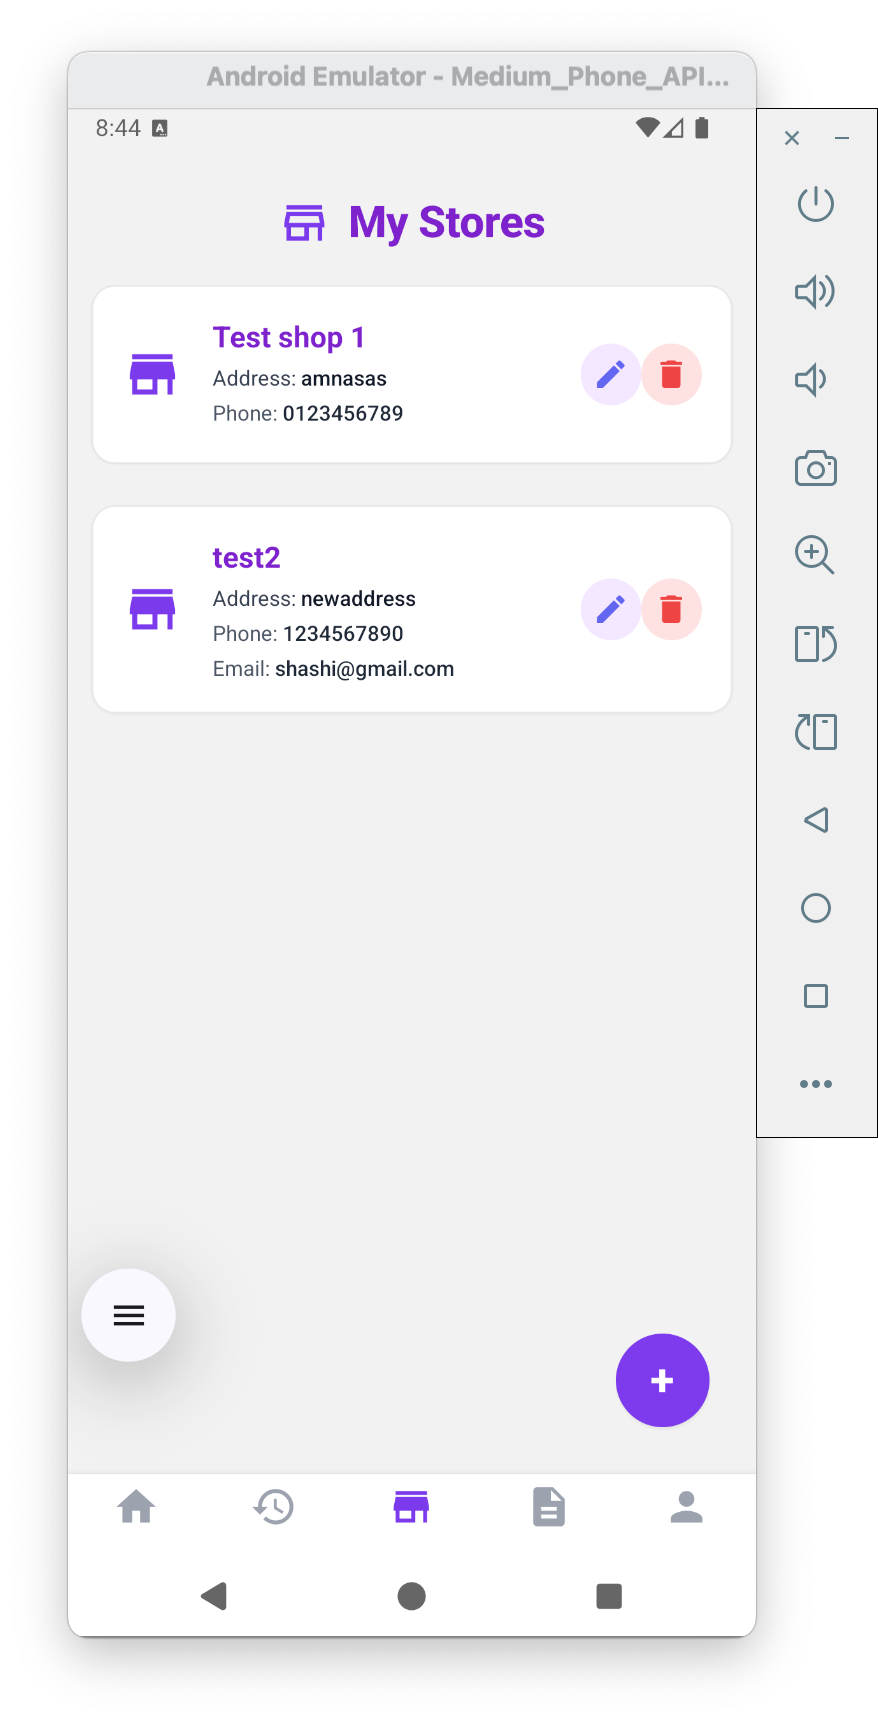 Android Emulator - Medium_Phone_API...
8:44 A
My Stores
Test shop 1
Address: amnasas
Phone: 0123456789
test2
Address: newaddress
Phone: 1234567890
Email: shashi@gmail.com